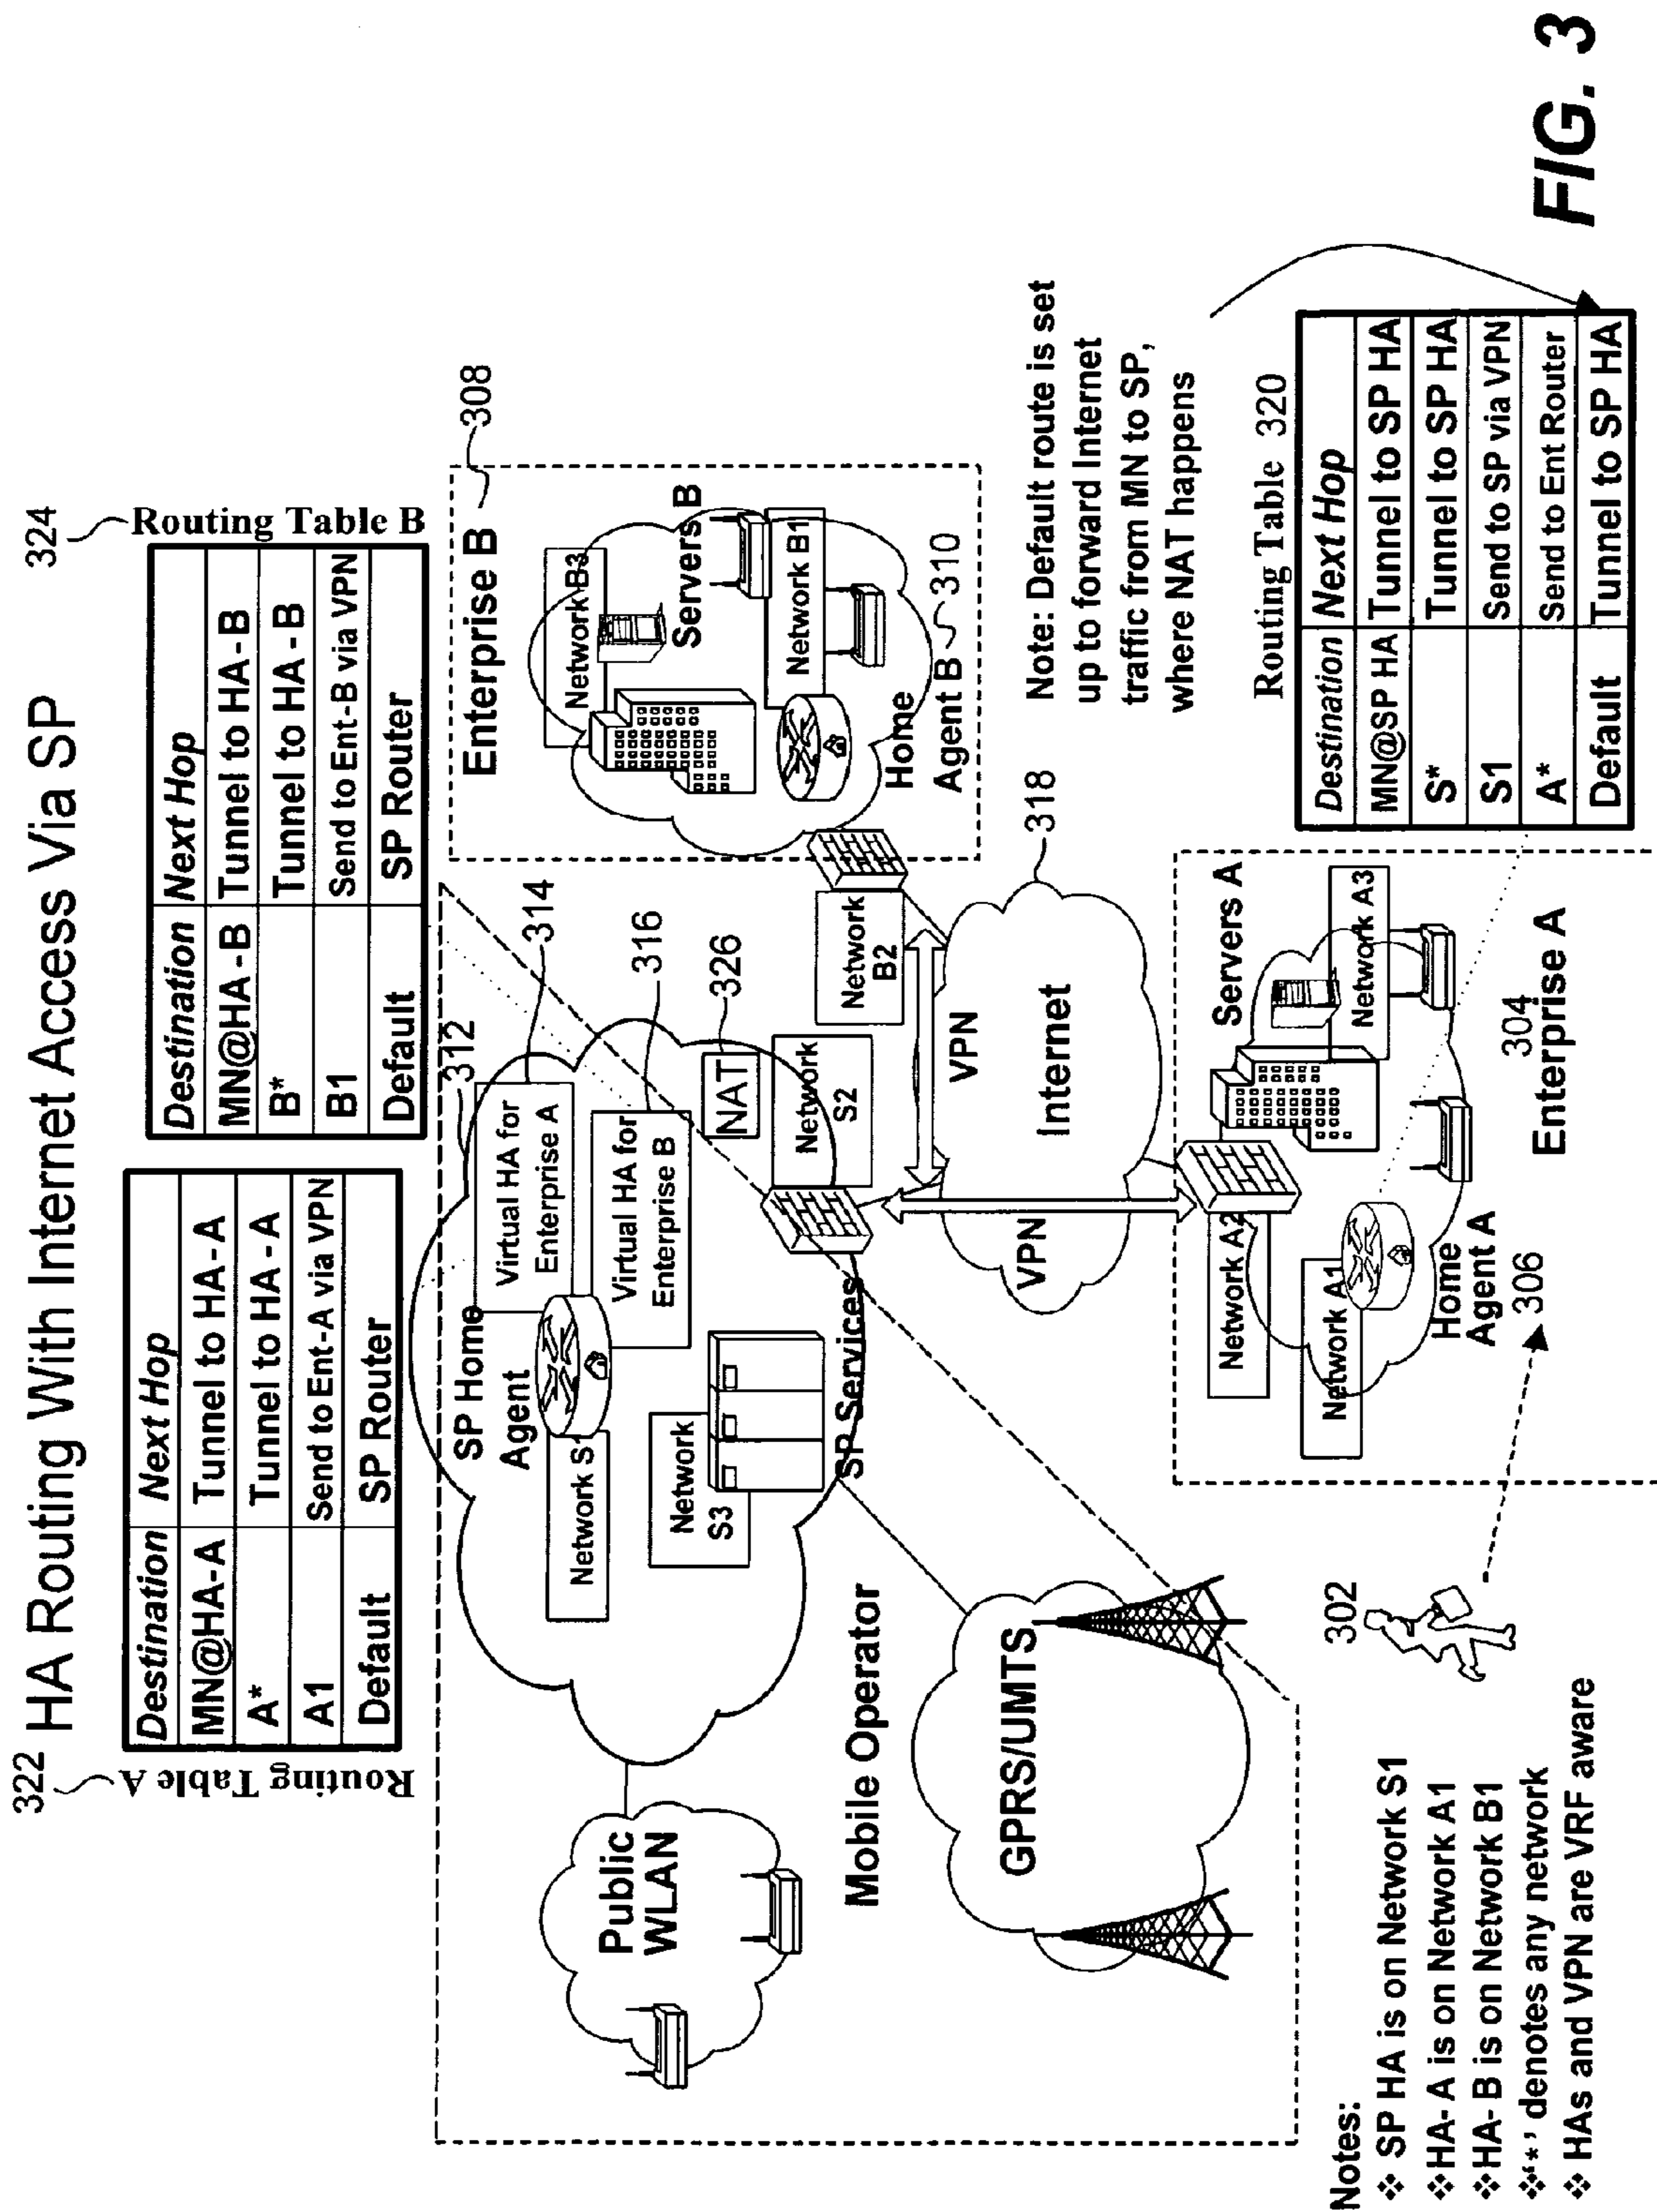 HA Routing With Internet Access Via SP
322
Routing Table A
Destination Next Hop
MN@HA-A Tunnel to HA-A
A* Tunnel to HA-A
A1 Send to Ent-A via VPN
Default SP Router
324
Routing Table B
Destination Next Hop
MN@HA-B Tunnel to HA-B
B* Tunnel to HA-B
B1 Send to Ent-B via VPN
Default SP Router
312
SP Home
Agent
Virtual HA for
Enterprise A
314
Virtual HA for
Enterprise B
316
NAT
326
Network S1
Network
S3
SP Services
Network
S2
Public
WLAN
Mobile Operator
GPRS/UMTS
Enterprise B
308
Network B3
Servers B
Network B1
Home
Agent B
310
Network
B2
VPN
VPN
Internet
318
Note: Default route is set
up to forward Internet
traffic from MN to SP,
where NAT happens
Routing Table 320
Destination Next Hop
MN@SP HA Tunnel to SP HA
S* Tunnel to SP HA
S1 Send to SP via VPN
A* Send to Ent Router
Default Tunnel to SP HA
Servers A
Network A3
Network A2
Network A1
Home
Agent A
306
304
Enterprise A
302
Notes:
❖ SP HA is on Network S1
❖HA-A is on Network A1
❖HA-B is on Network B1
❖'*' denotes any network
❖ HAs and VPN are VRF aware
FIG. 3